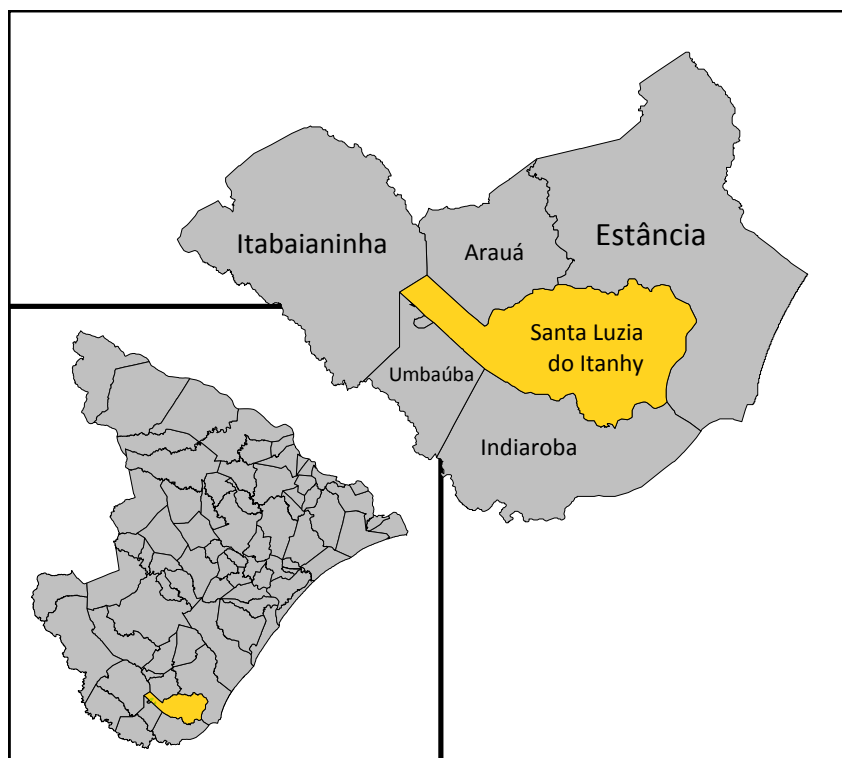 Estância
Itabaianinha
Arauá
Santa Luzia
do Itanhy
Umbaúba
Indiaroba